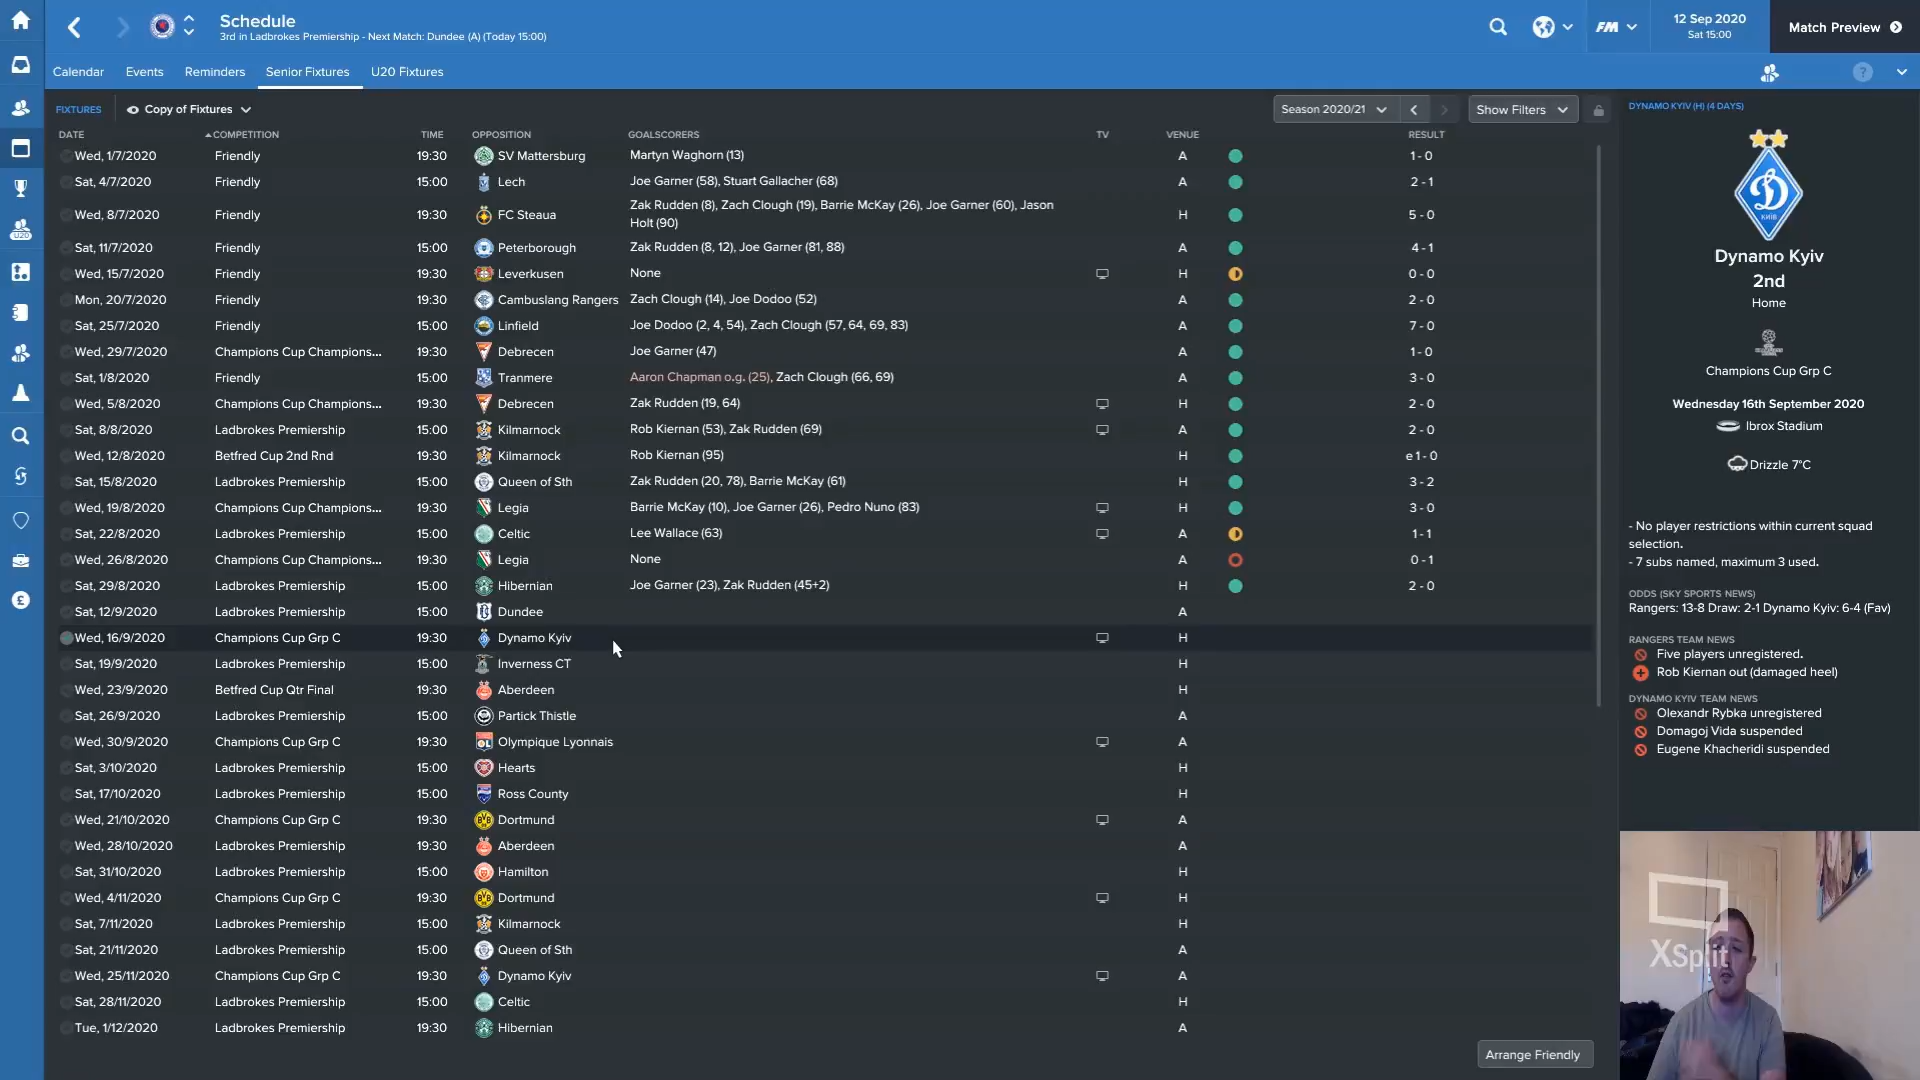 Schedule
3rd in Ladbrokes Premiership - Next Match: Dundee (A) (Today 15:00)
FM
12 Sep 2020
Sat 15:00
Match Preview
Calendar Events Reminders Senior Fixtures U20 Fixtures
FIXTURES Copy of Fixtures Season 2020/21 Show Filters
DATE COMPETITION TIME OPPOSITION GOALSCORERS TV VENUE RESULT
Wed, 1/7/2020 Friendly 19:30 SV Mattersburg Martyn Waghorn (13) A 1 - 0
Sat, 4/7/2020 Friendly 15:00 Lech Joe Garner (58), Stuart Gallacher (68) A 2 - 1
Wed, 8/7/2020 Friendly 19:30 FC Steaua Zak Rudden (8), Zach Clough (19), Barrie McKay (26), Joe Garner (60), Jason
Holt (90) H 5 - 0
Sat, 11/7/2020 Friendly 15:00 Peterborough Zak Rudden (8, 12), Joe Garner (81, 88) A 4 - 1
Wed, 15/7/2020 Friendly 19:30 Leverkusen None H 0 - 0
Mon, 20/7/2020 Friendly 19:30 Cambuslang Rangers Zach Clough (14), Joe Dodoo (52) A 2 - 0
Sat, 25/7/2020 Friendly 15:00 Linfield Joe Dodoo (2, 4, 54), Zach Clough (57, 64, 69, 83) A 7 - 0
Wed, 29/7/2020 Champions Cup Champions... 19:30 Debrecen Joe Garner (47) A 1 - 0
Sat, 1/8/2020 Friendly 15:00 Tranmere Aaron Chapman o.g. (25), Zach Clough (66, 69) A 3 - 0
Wed, 5/8/2020 Champions Cup Champions... 19:30 Debrecen Zak Rudden (19, 64) H 2 - 0
Sat, 8/8/2020 Ladbrokes Premiership 15:00 Kilmarnock Rob Kiernan (53), Zak Rudden (69) A 2 - 0
Wed, 12/8/2020 Betfred Cup 2nd Rnd 19:30 Kilmarnock Rob Kiernan (95) H e 1 - 0
Sat, 15/8/2020 Ladbrokes Premiership 15:00 Queen of Sth Zak Rudden (20, 78), Barrie McKay (61) H 3 - 2
Wed, 19/8/2020 Champions Cup Champions... 19:30 Legia Barrie McKay (10), Joe Garner (26), Pedro Nuno (83) H 3 - 0
Sat, 22/8/2020 Ladbrokes Premiership 15:00 Celtic Lee Wallace (63) A 1 - 1
Wed, 26/8/2020 Champions Cup Champions... 19:30 Legia None A 0 - 1
Sat, 29/8/2020 Ladbrokes Premiership 15:00 Hibernian Joe Garner (23), Zak Rudden (45+2) H 2 - 0
Sat, 12/9/2020 Ladbrokes Premiership 15:00 Dundee A
Wed, 16/9/2020 Champions Cup Grp C 19:30 Dynamo Kyiv H
Sat, 19/9/2020 Ladbrokes Premiership 15:00 Inverness CT H
Wed, 23/9/2020 Betfred Cup Qtr Final 19:30 Aberdeen H
Sat, 26/9/2020 Ladbrokes Premiership 15:00 Partick Thistle A
Wed, 30/9/2020 Champions Cup Grp C 19:30 Olympique Lyonnais A
Sat, 3/10/2020 Ladbrokes Premiership 15:00 Hearts H
Sat, 17/10/2020 Ladbrokes Premiership 15:00 Ross County H
Wed, 21/10/2020 Champions Cup Grp C 19:30 Dortmund A
Wed, 28/10/2020 Ladbrokes Premiership 19:30 Aberdeen A
Sat, 31/10/2020 Ladbrokes Premiership 15:00 Hamilton H
Wed, 4/11/2020 Champions Cup Grp C 19:30 Dortmund H
Sat, 7/11/2020 Ladbrokes Premiership 15:00 Kilmarnock H
Sat, 21/11/2020 Ladbrokes Premiership 15:00 Queen of Sth A
Wed, 25/11/2020 Champions Cup Grp C 19:30 Dynamo Kyiv A
Sat, 28/11/2020 Ladbrokes Premiership 15:00 Celtic H
Tue, 1/12/2020 Ladbrokes Premiership 19:30 Hibernian A
Arrange Friendly
DYNAMO KYIV (H) (4 DAYS)
Dynamo Kyiv
2nd
Home
Champions Cup Grp C
Wednesday 16th September 2020
Ibrox Stadium
Drizzle 7°C
- No player restrictions within current squad
selection.
- 7 subs named, maximum 3 used.
ODDS (SKY SPORTS NEWS)
Rangers: 13-8 Draw: 2-1 Dynamo Kyiv: 6-4 (Fav)
RANGERS TEAM NEWS
Five players unregistered.
Rob Kiernan out (damaged heel)
DYNAMO KYIV TEAM NEWS
Olexandr Rybka unregistered
Domagoj Vida suspended
Eugene Khacheridi suspended
XSplit